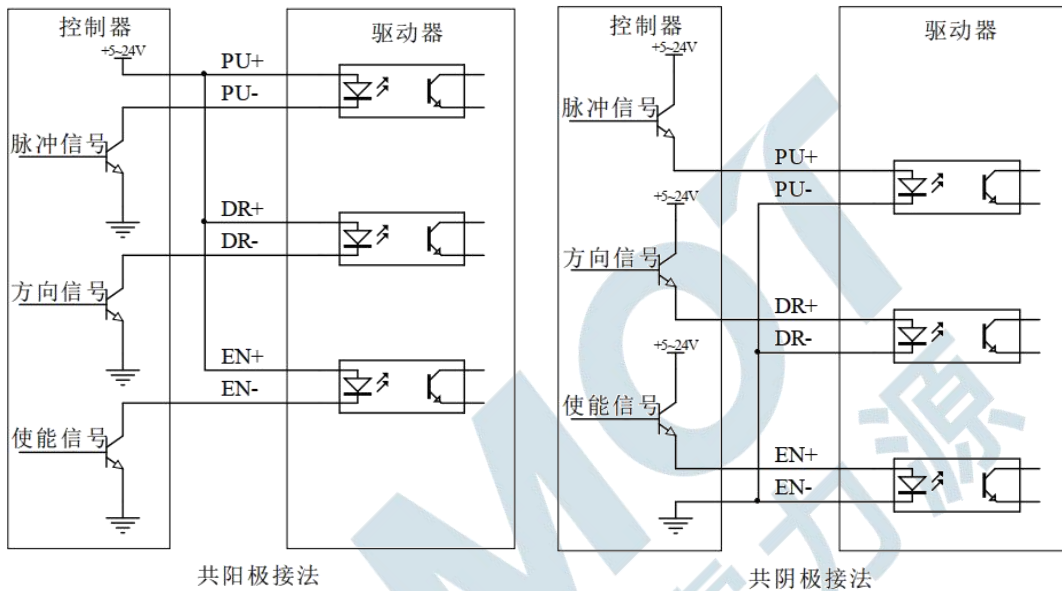 控制器
驱动器
+5~24V
PU+
PU-
脉冲信号
DR+
DR-
方向信号
EN+
EN-
使能信号
共阳极接法
控制器
驱动器
+5~24V
脉冲信号
PU+
PU-
+5~24V
方向信号
DR+
DR-
+5~24V
使能信号
EN+
EN-
共阴极接法
MOT
力源